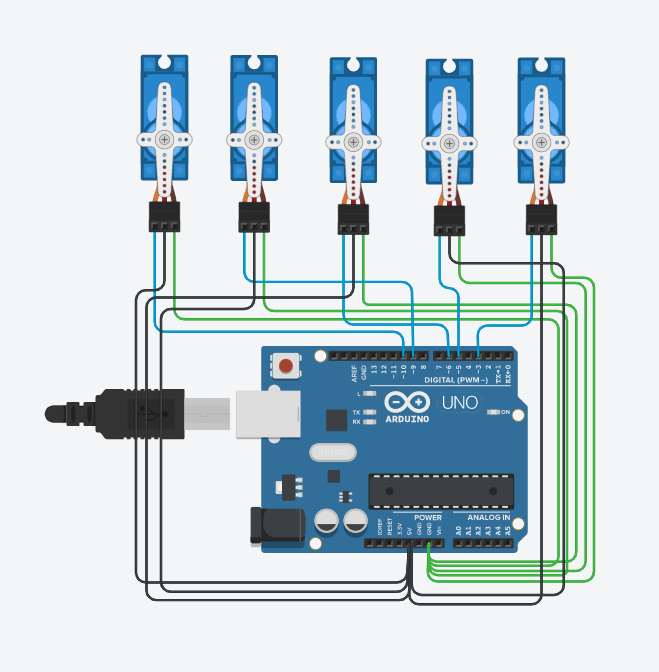 AREF
GND
13
12
~11
~10
~9
8
7
~6
~5
4
~3
2
TX→1
RX←0
DIGITAL (PWM ~)
L
TX
RX
UNO
ON
ARDUINO
POWER
ANALOG IN
IOREF
RESET
3.3V
5V
GND
GND
Vin
A0
A1
A2
A3
A4
A5